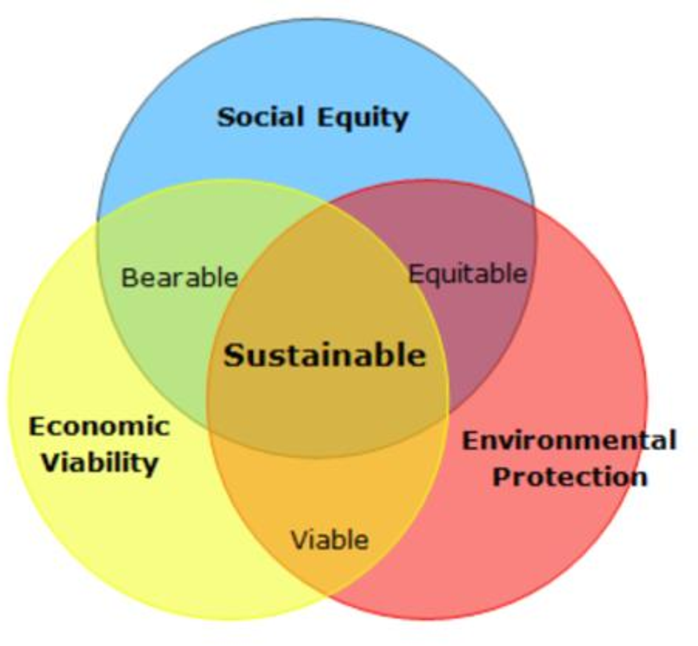 Social Equity
Bearable
Equitable
Sustainable
Economic
Viability
Environmental
Protection
Viable